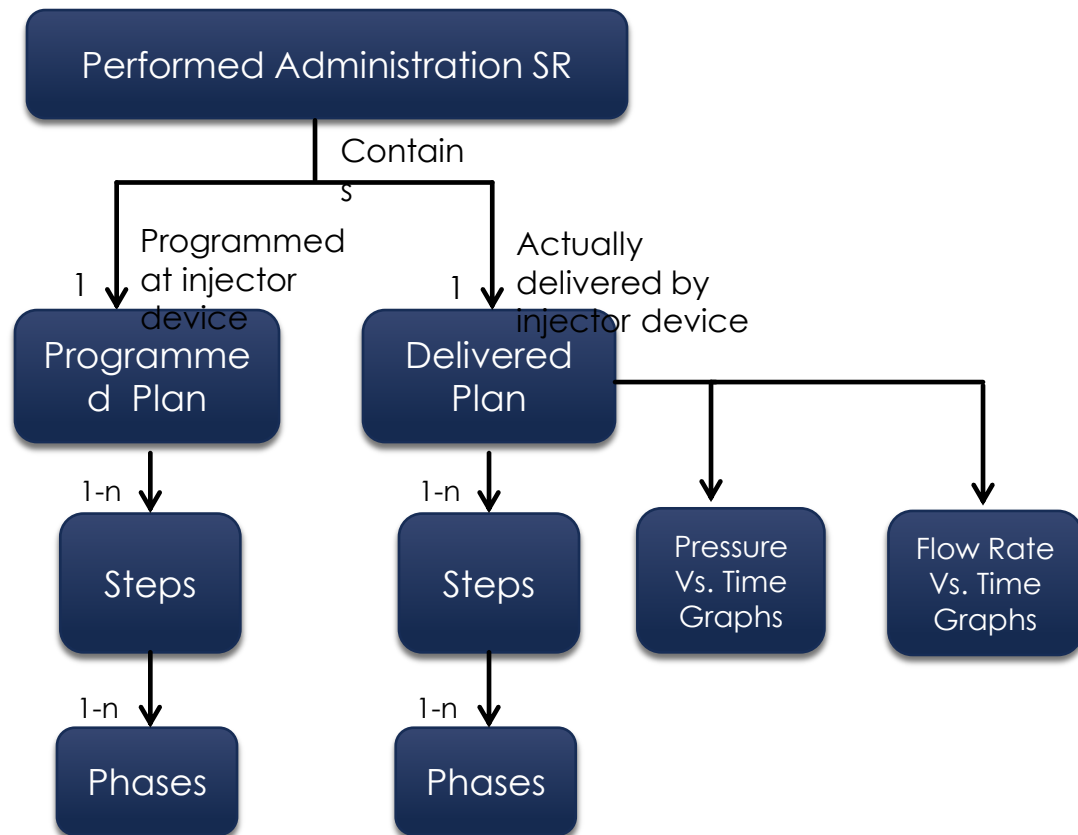 Performed Administration SR
Contain
s
Programmed
at injector
device
Actually
delivered by
injector device
1
1
Programme
d Plan
Delivered
Plan
1-n
1-n
Steps
Steps
Pressure
Vs. Time
Graphs
Flow Rate
Vs. Time
Graphs
1-n
1-n
Phases
Phases